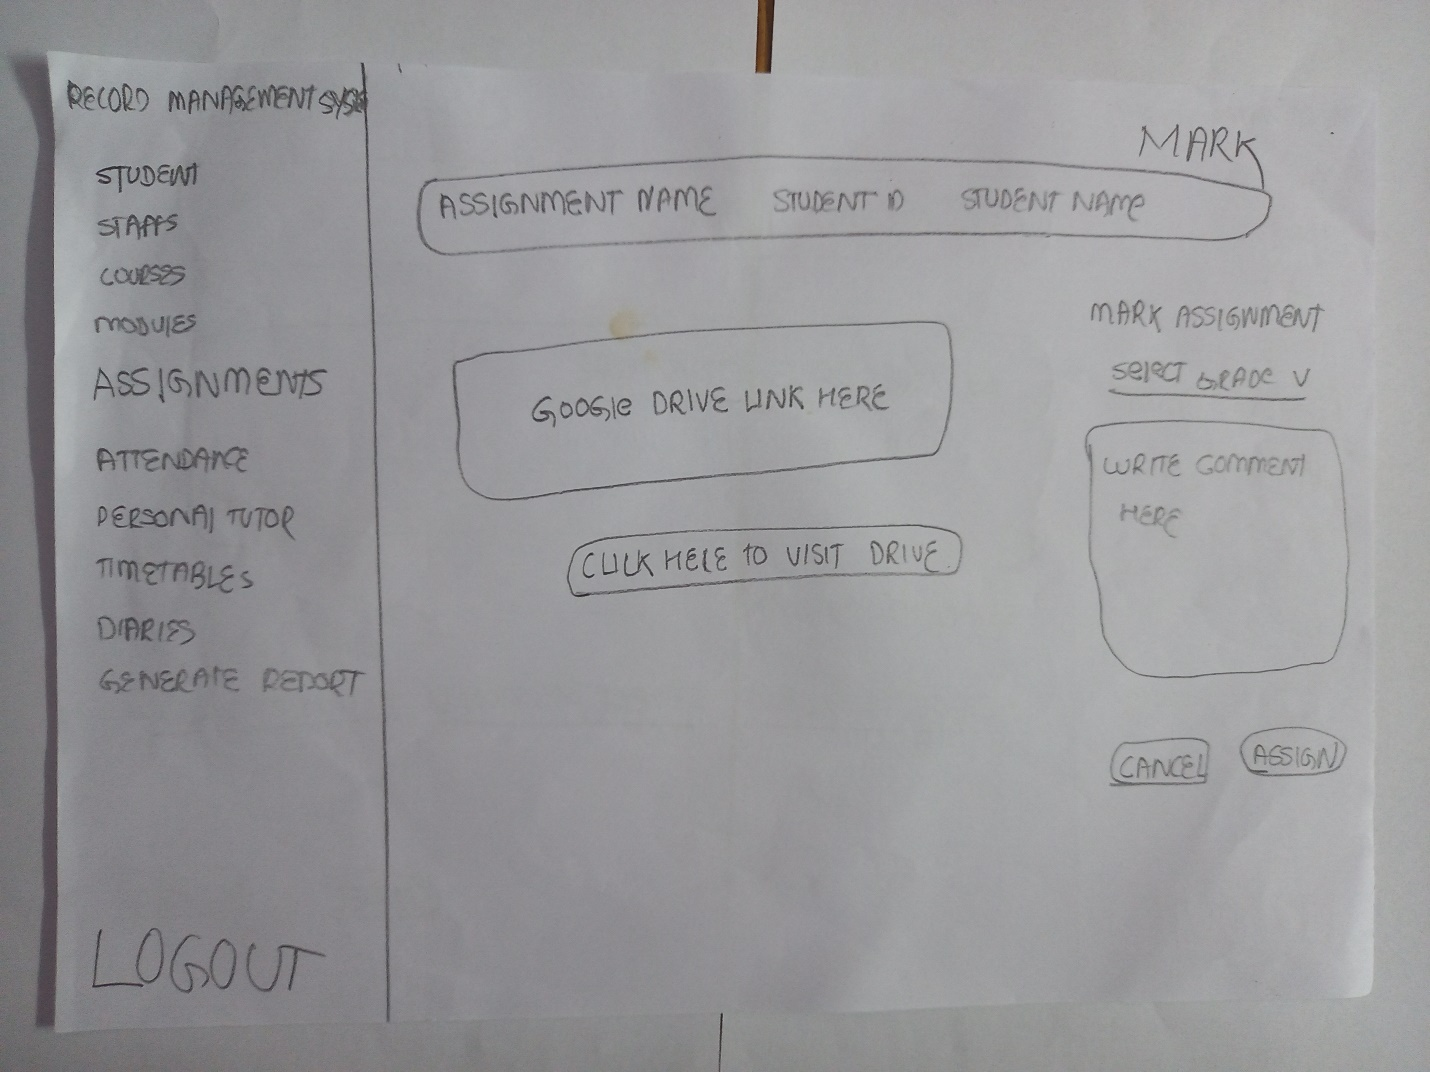 RECORD MANAGEMENT SYS
STUDENT
STAFFS
COURSES
MODULES
ASSIGNMENTS
ATTENDANCE
PERSONAL TUTOR
TIMETABLES
DIARIES
GENERATE REPORT
LOGOUT
MARK
ASSIGNMENT NAME STUDENT ID STUDENT NAME
GOOGle DRIVE LINK HERE
CLICK HERE TO VISIT DRIVE
MARK ASSIGNMENT
Select GRADE V
WRITE COMMENT
HERE
CANCEL ASSIGN